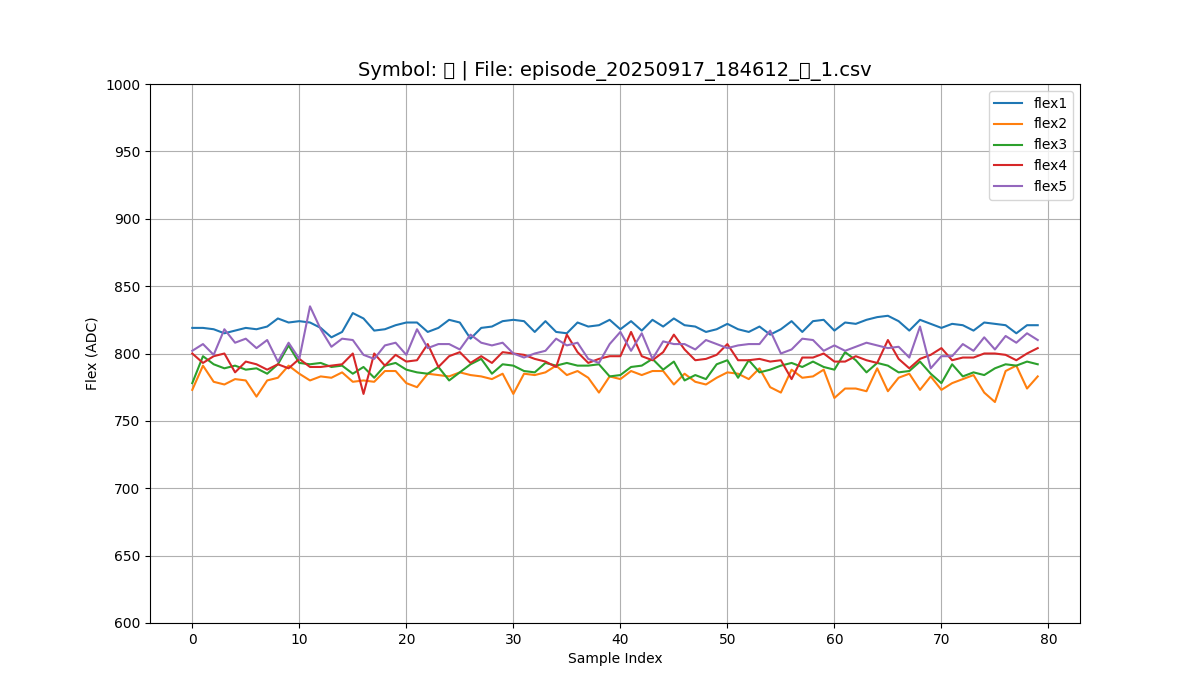 Symbol: | File: episode_20250917_184612_ _1.csv
1000
950
900
850
800
750
700
650
600
Flex (ADC)
0 10 20 30 40 50 60 70 80
Sample Index
flex1
flex2
flex3
flex4
flex5